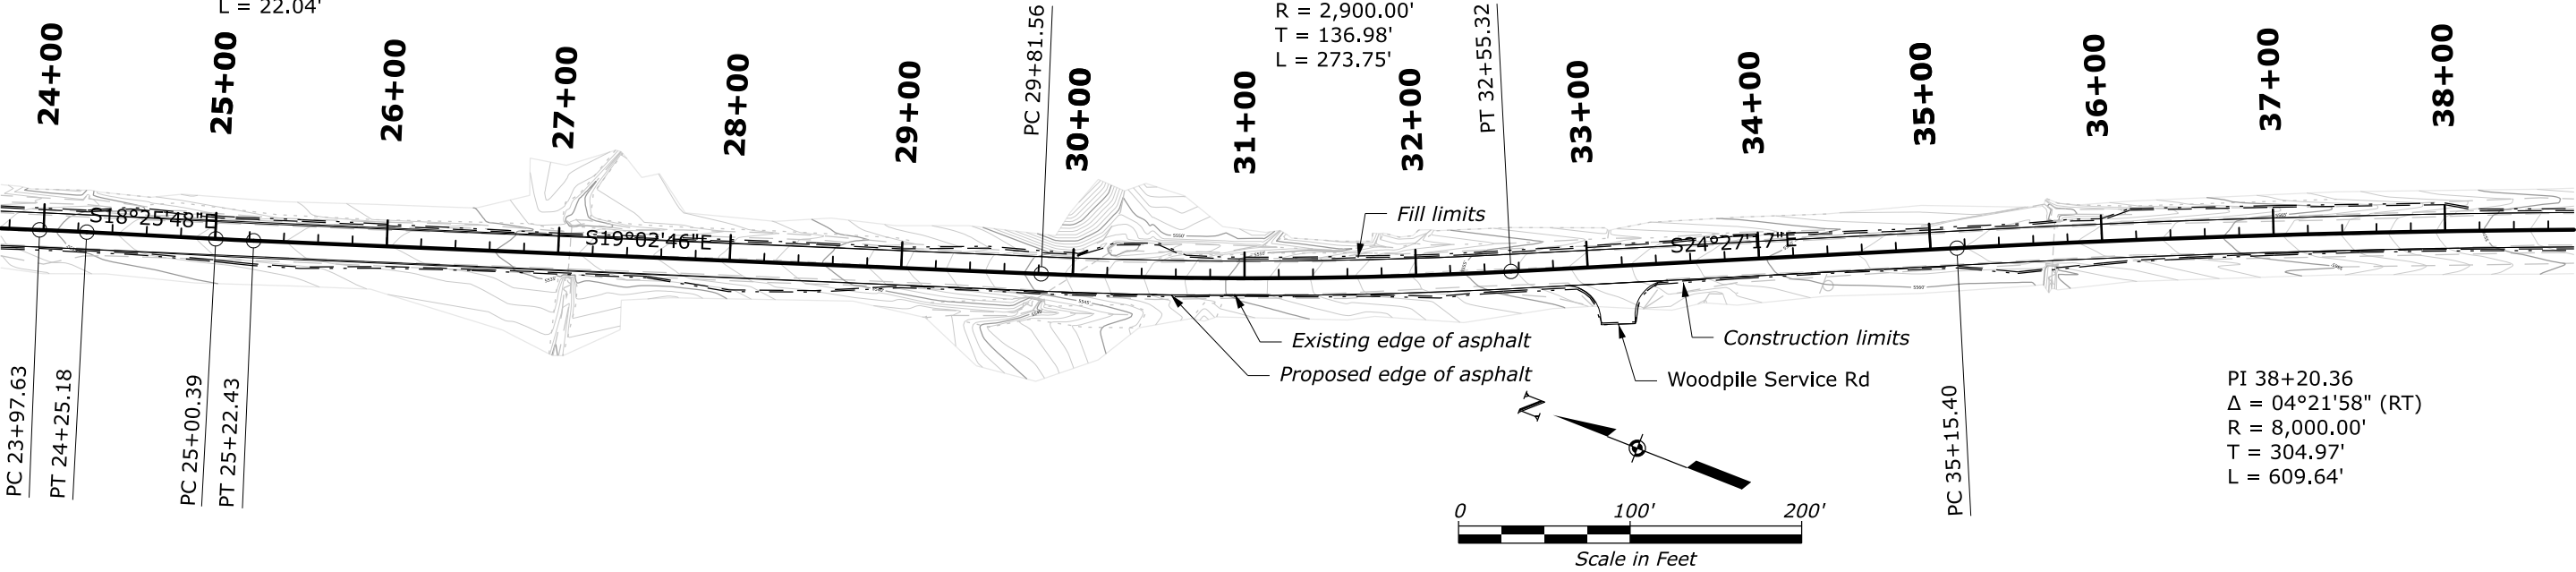 L = 22.04'
R = 2,900.00'
T = 136.98'
L = 273.75'
24+00
25+00
26+00
27+00
28+00
29+00
PC 29+81.56
30+00
31+00
32+00
PT 32+55.32
33+00
34+00
35+00
36+00
37+00
38+00
S18°25'48"E
S19°02'46"E
Fill limits
S24°27'17"E
Existing edge of asphalt
Proposed edge of asphalt
Construction limits
Woodpile Service Rd
PC 23+97.63
PT 24+25.18
PC 25+00.39
PT 25+22.43
PC 35+15.40
N
PI 38+20.36
Δ = 04°21'58" (RT)
R = 8,000.00'
T = 304.97'
L = 609.64'
0 100' 200'
Scale in Feet